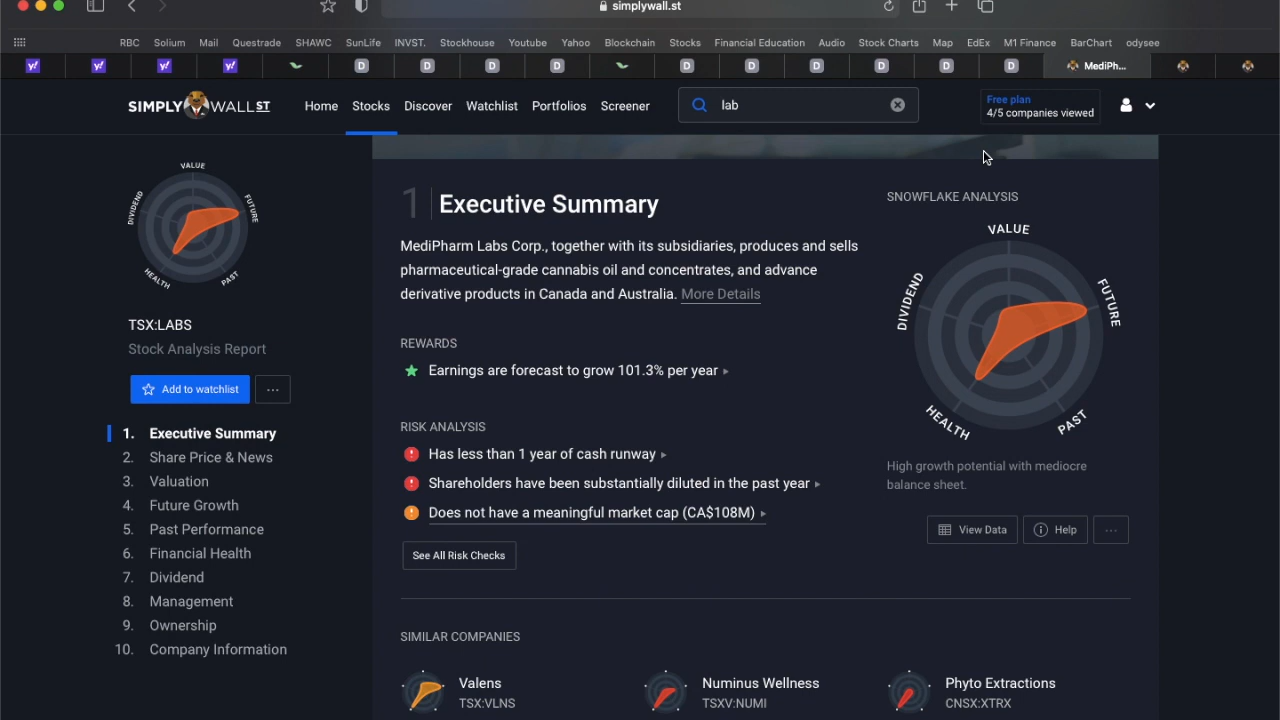 simplywall.st
RBC Solium Mail Questrade SHAWC SunLife INVST. Stockhouse Youtube Yahoo Blockchain Stocks Financial Education Audio Stock Charts Map EdEx M1 Finance BarChart odysee
y! y! y! y! D D D D D D D D D D MediPh...
SIMPLY WALL ST
Home Stocks Discover Watchlist Portfolios Screener
lab
Free plan
4/5 companies viewed
VALUE
FUTURE
PAST
HEALTH
DIVIDEND
TSX:LABS
Stock Analysis Report
Add to watchlist
...
1. Executive Summary
2. Share Price & News
3. Valuation
4. Future Growth
5. Past Performance
6. Financial Health
7. Dividend
8. Management
9. Ownership
10. Company Information
1 Executive Summary
MediPharm Labs Corp., together with its subsidiaries, produces and sells
pharmaceutical-grade cannabis oil and concentrates, and advance
derivative products in Canada and Australia. More Details
REWARDS
Earnings are forecast to grow 101.3% per year
RISK ANALYSIS
Has less than 1 year of cash runway
Shareholders have been substantially diluted in the past year
Does not have a meaningful market cap (CA$108M)
See All Risk Checks
SNOWFLAKE ANALYSIS
VALUE
FUTURE
PAST
HEALTH
DIVIDEND
High growth potential with mediocre
balance sheet.
View Data
Help
...
SIMILAR COMPANIES
Valens
TSX:VLNS
Numinus Wellness
TSXV:NUMI
Phyto Extractions
CNSX:XTRX